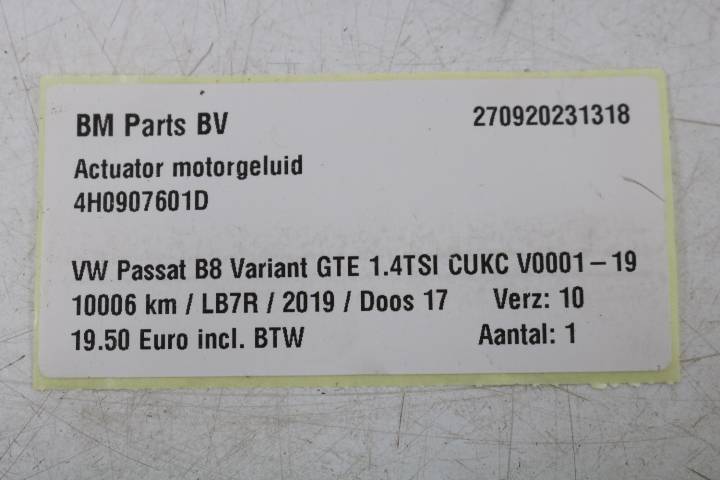 BM Parts BV 270920231318
Actuator motorgeluid
4H0907601D
VW Passat B8 Variant GTE 1.4TSI CUKC V0001-19
10006 km / LB7R / 2019 / Doos 17 Verz: 10
19.50 Euro incl. BTW Aantal: 1